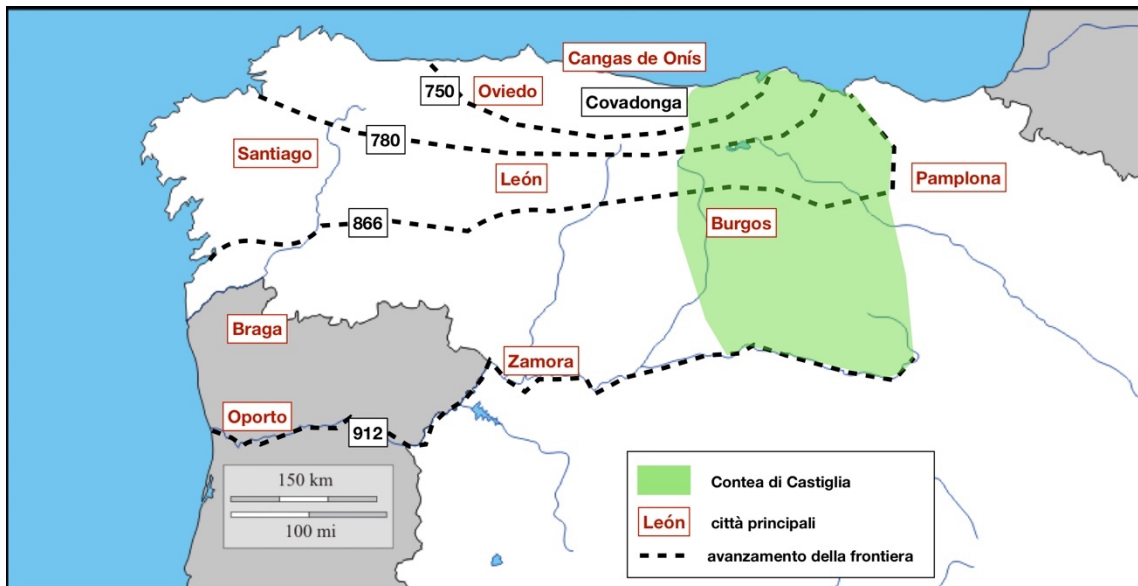 Cangas de Onís
750
Oviedo
Covadonga
780
Santiago
León
Pamplona
866
Burgos
Braga
Zamora
Oporto
912
150 km
100 mi
Contea di Castiglia
León
città principali
avanzamento della frontiera